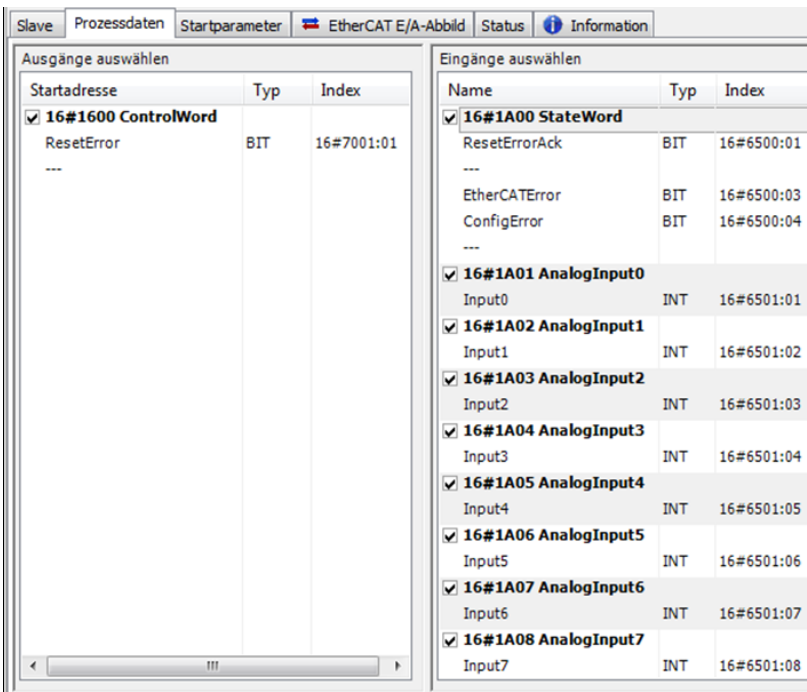 Slave Prozessdaten Startparameter EtherCAT E/A-Abbild Status Information
Ausgänge auswählen
Startadresse Typ Index
16#1600 ControlWord
ResetError BIT 16#7001:01
---
Eingänge auswählen
Name Typ Index
16#1A00 StateWord
ResetErrorAck BIT 16#6500:01
---
EtherCATError BIT 16#6500:03
ConfigError BIT 16#6500:04
---
16#1A01 AnalogInput0
Input0 INT 16#6501:01
16#1A02 AnalogInput1
Input1 INT 16#6501:02
16#1A03 AnalogInput2
Input2 INT 16#6501:03
16#1A04 AnalogInput3
Input3 INT 16#6501:04
16#1A05 AnalogInput4
Input4 INT 16#6501:05
16#1A06 AnalogInput5
Input5 INT 16#6501:06
16#1A07 AnalogInput6
Input6 INT 16#6501:07
16#1A08 AnalogInput7
Input7 INT 16#6501:08